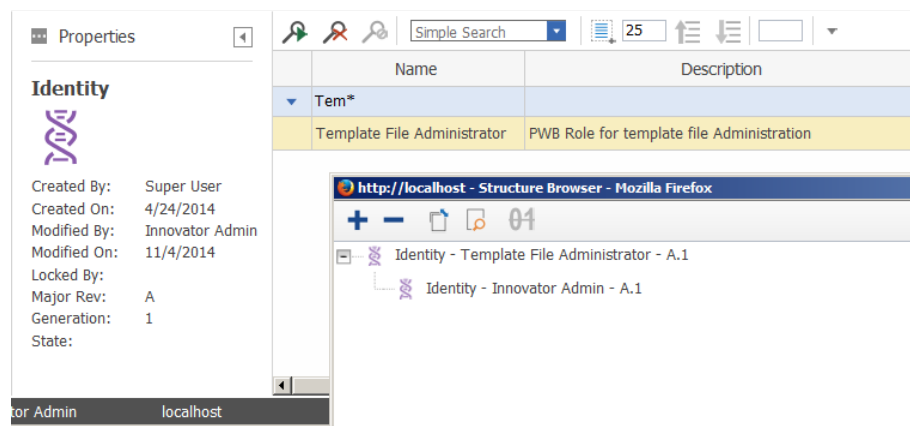 Properties
Identity
Created By: Super User
Created On: 4/24/2014
Modified By: Innovator Admin
Modified On: 11/4/2014
Locked By:
Major Rev: A
Generation: 1
State:
tor Admin localhost
Simple Search 25
Name Description
Tem*
Template File Administrator PWB Role for template file Administration
http://localhost - Structure Browser - Mozilla Firefox
01
Identity - Template File Administrator - A.1
Identity - Innovator Admin - A.1